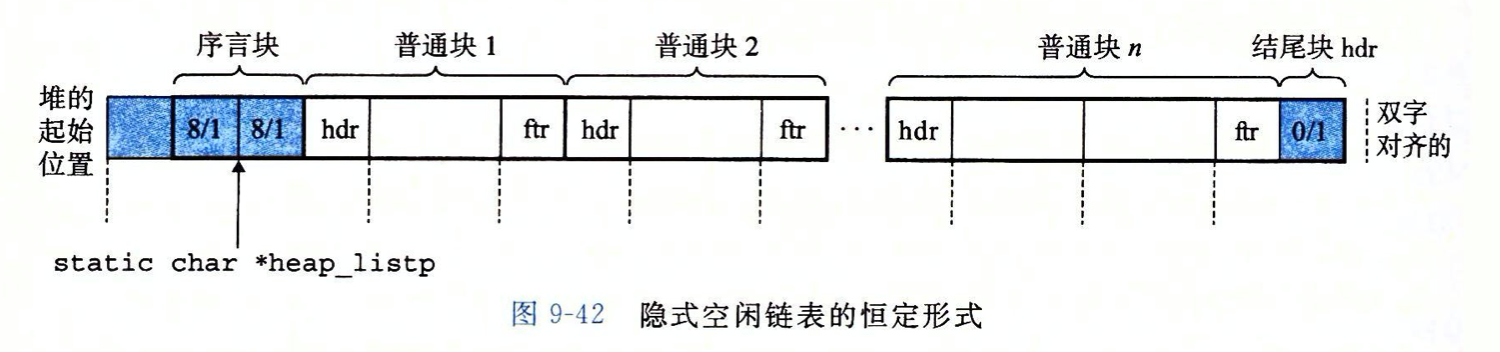 序言块 普通块 1 普通块 2 普通块 n 结尾块 hdr
堆的
起始
位置
8/1 8/1 hdr ftr hdr ftr ... hdr ftr 0/1
双字
对齐的
static char *heap_listp
图 9-42 隐式空闲链表的恒定形式